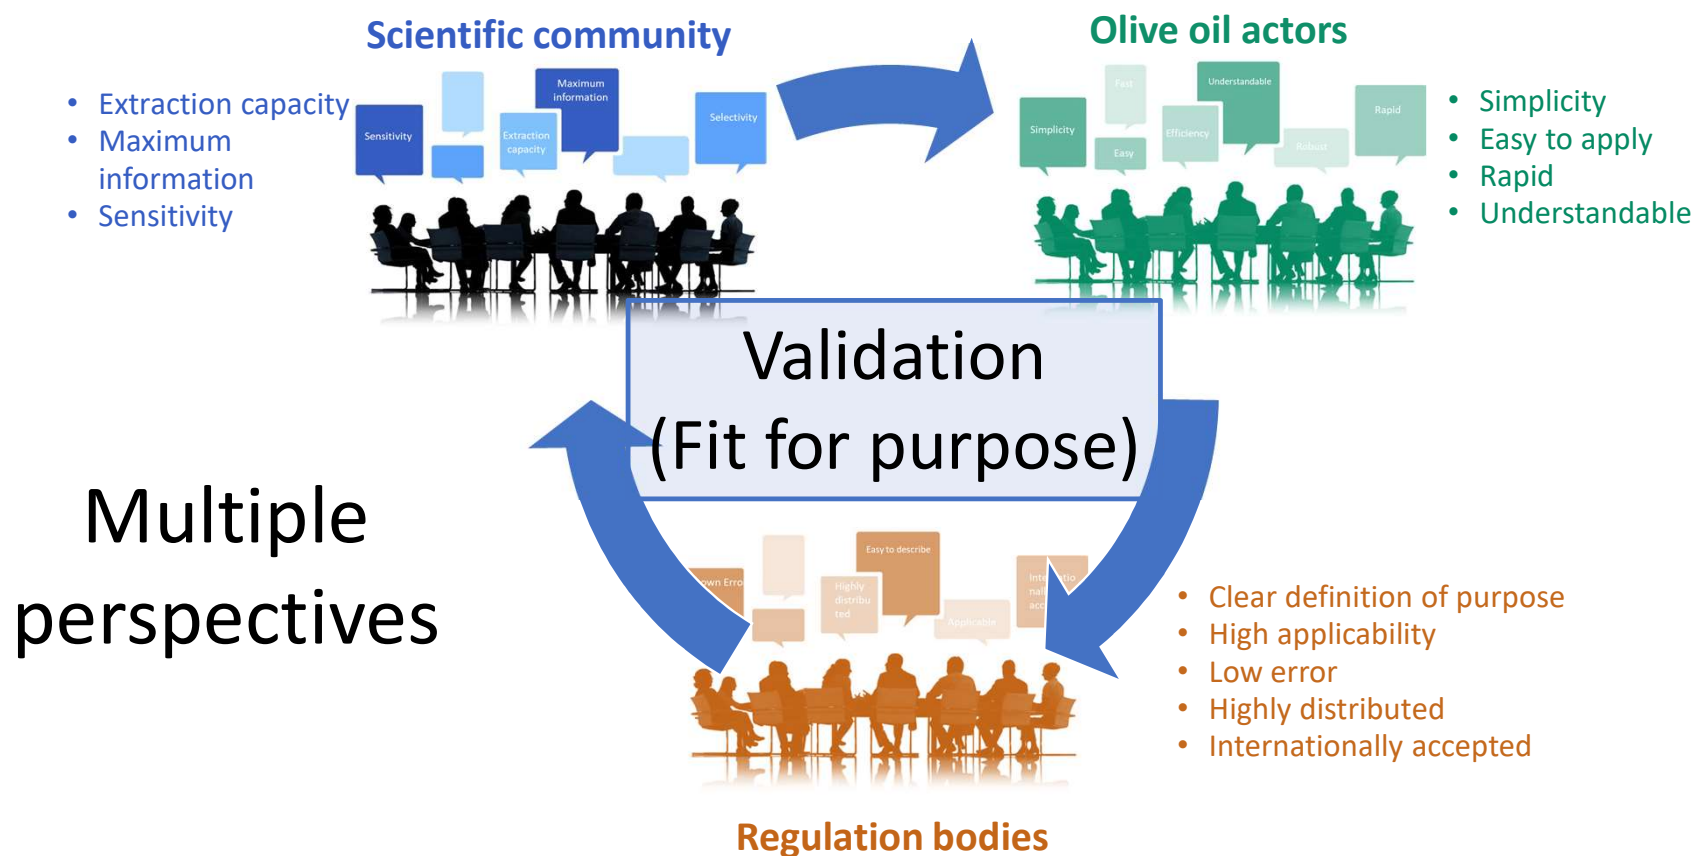 Scientific community
• Extraction capacity
• Maximum
information
• Sensitivity
Sensitivity
Extraction
capacity
Maximum
information
Selectivity
Olive oil actors
Simplicity
Fast
Easy
Efficiency
Understandable
Robust
Rapid
• Simplicity
• Easy to apply
• Rapid
• Understandable
Validation
(Fit for purpose)
Multiple
perspectives
own Erro
Highly
distribu
ted
Easy to describe
Applicable
• Clear definition of purpose
• High applicability
• Low error
• Highly distributed
• Internationally accepted
Regulation bodies